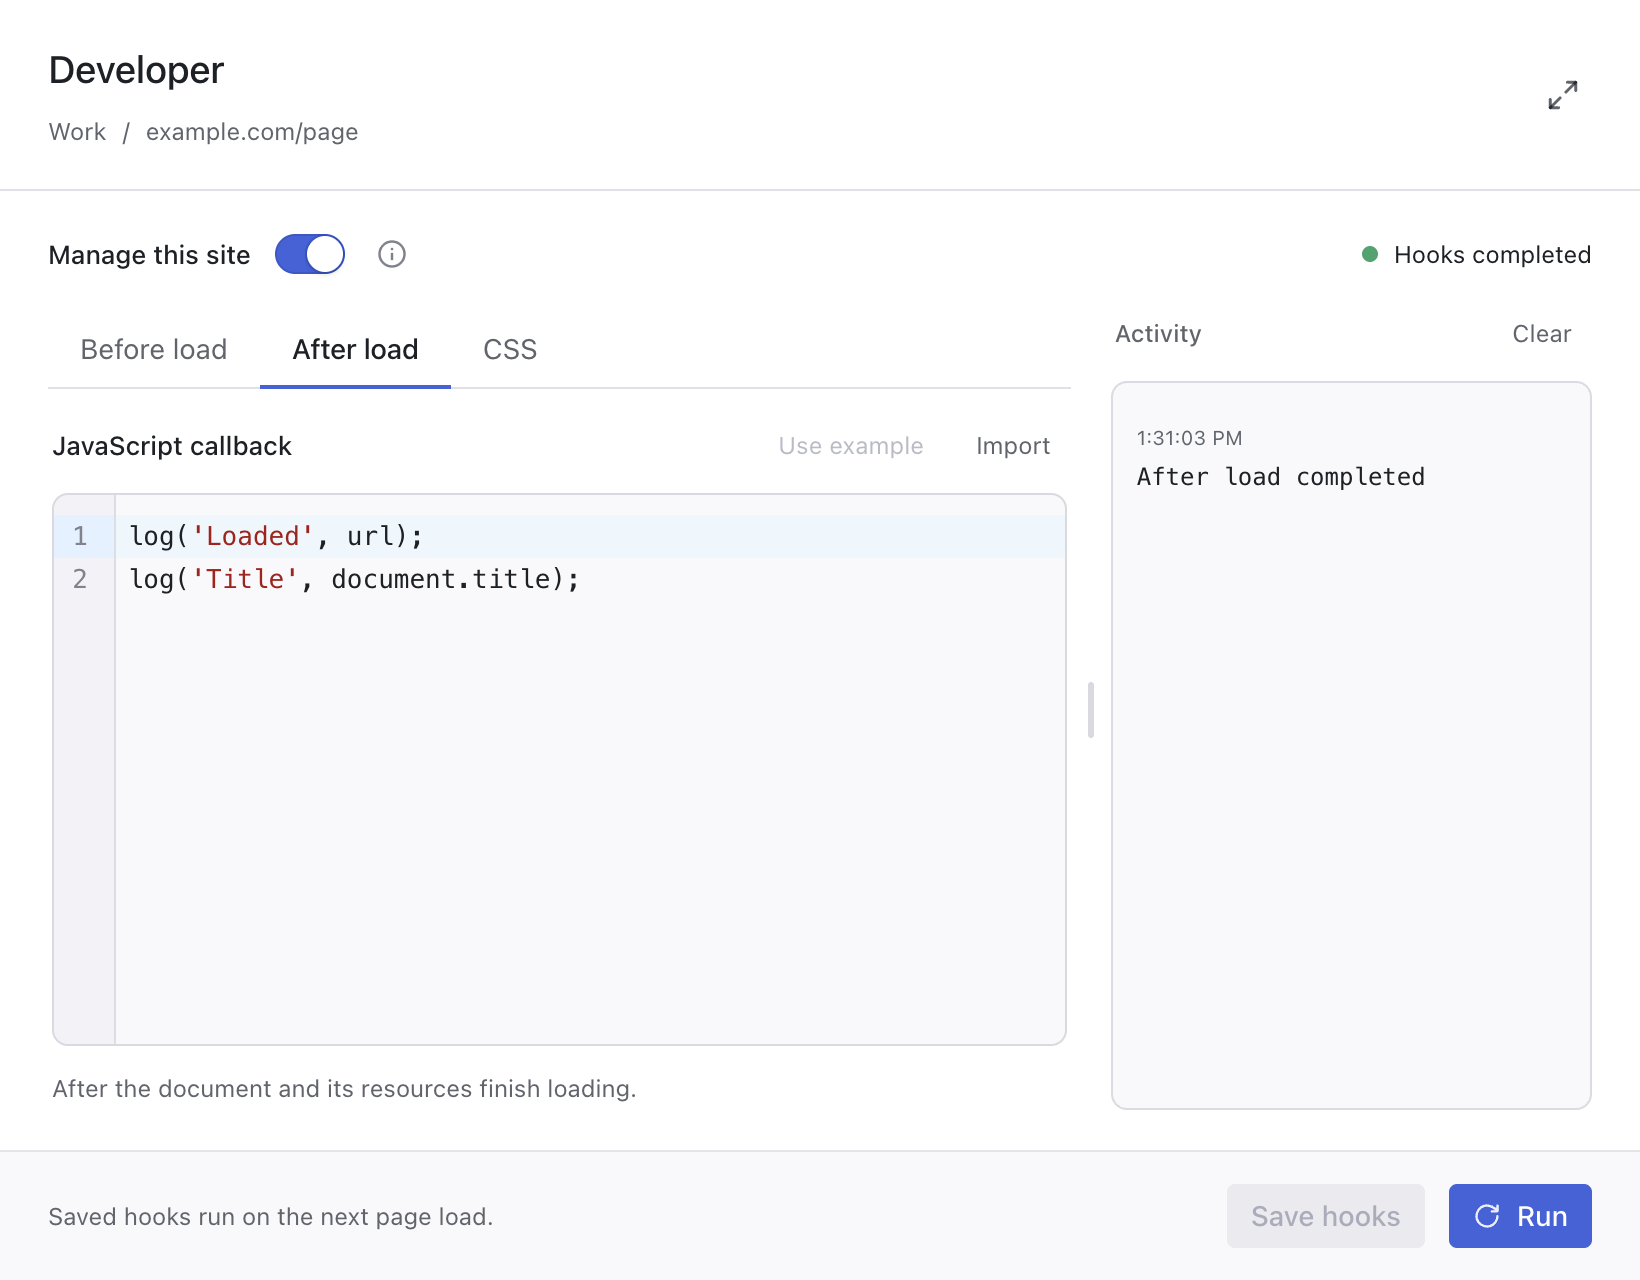 Developer
Work / example.com/page
Manage this site
Hooks completed
Before load
After load
CSS
Activity
Clear
JavaScript callback
Use example
Import
1 log('Loaded', url);
2 log('Title', document.title);
1:31:03 PM
After load completed
After the document and its resources finish loading.
Saved hooks run on the next page load.
Save hooks
Run